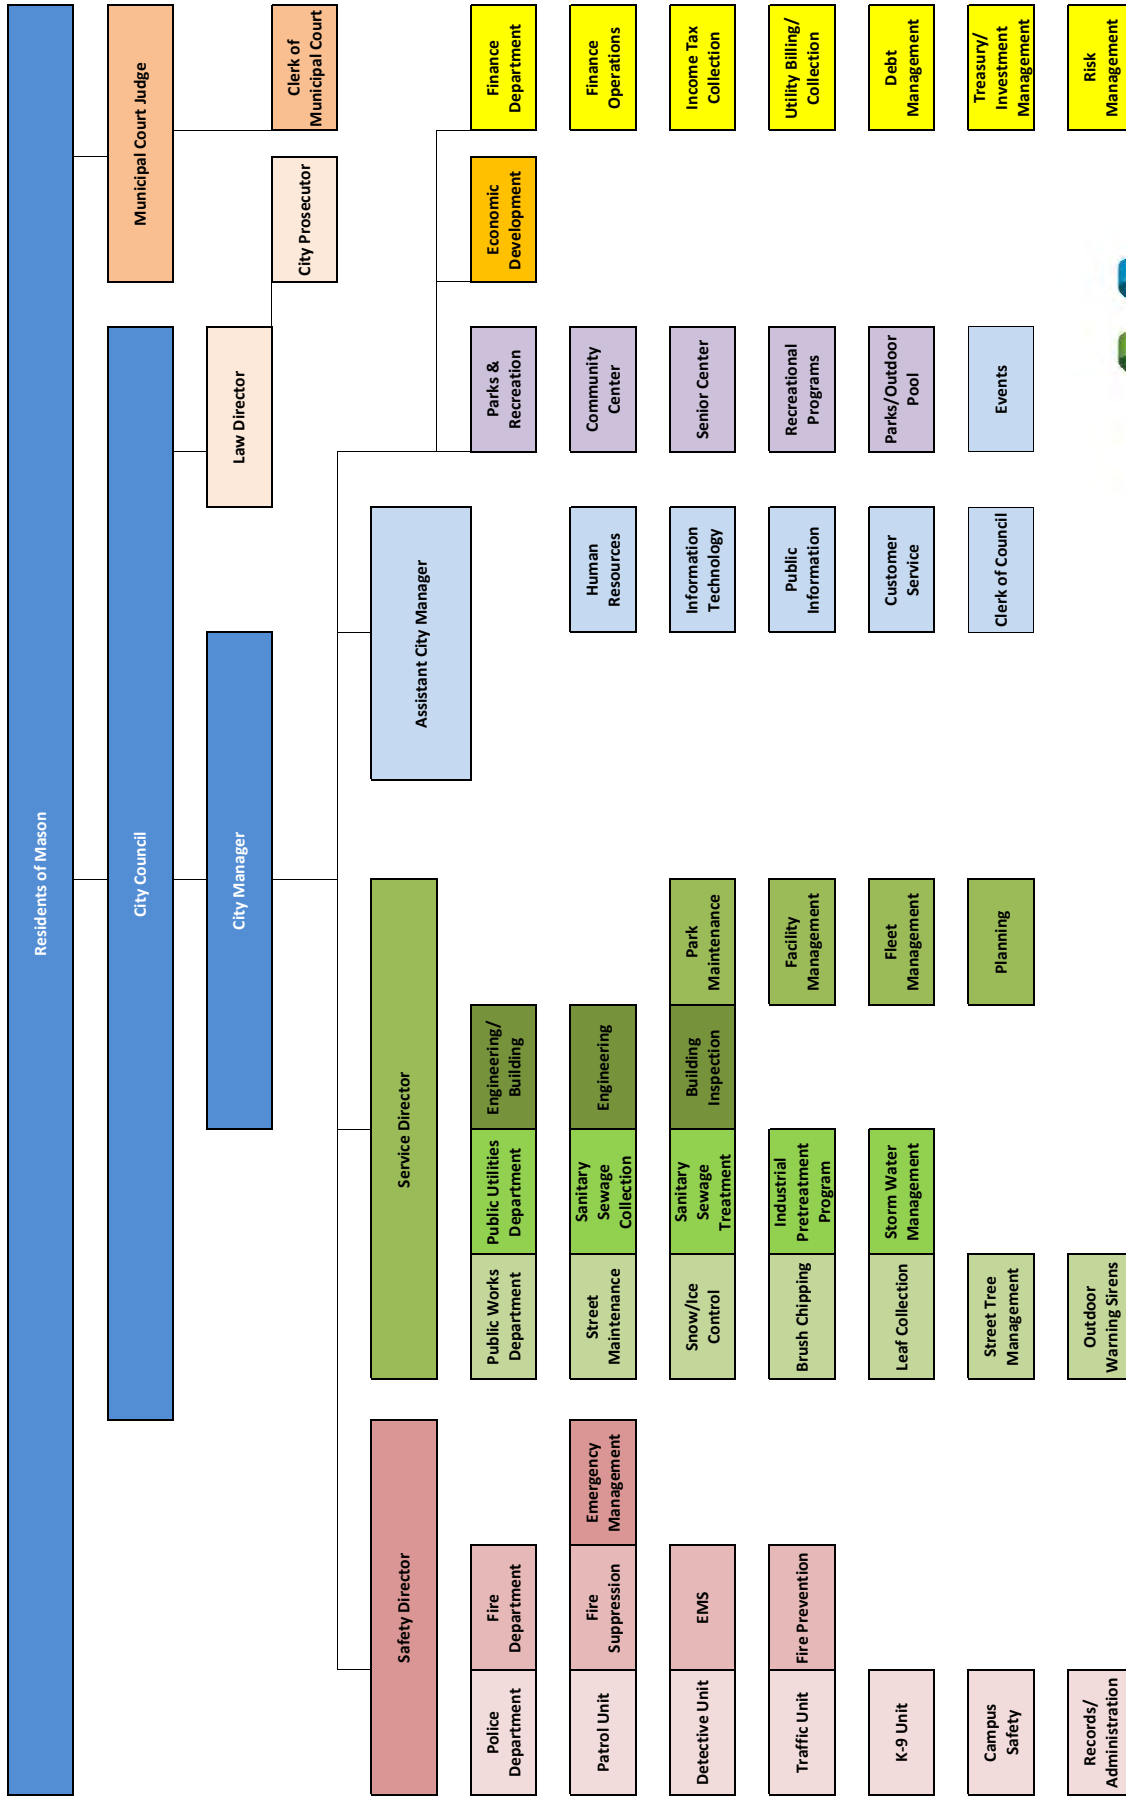 Residents of Mason
City Council
Municipal Court Judge
City Manager
Law Director
City Prosecutor
Clerk of
Municipal Court
Safety Director
Service Director
Assistant City Manager
Police
Department
Fire
Department
Public Works
Department
Public Utilities
Department
Engineering/
Building
Parks &
Recreation
Economic
Development
Finance
Department
Patrol Unit
Fire
Suppression
Emergency
Management
Street
Maintenance
Sanitary
Sewage
Collection
Engineering
Human
Resources
Community
Center
Finance
Operations
Detective Unit
EMS
Snow/Ice
Control
Sanitary
Sewage
Treatment
Building
Inspection
Park
Maintenance
Information
Technology
Senior Center
Income Tax
Collection
Traffic Unit
Fire Prevention
Brush Chipping
Industrial
Pretreatment
Program
Facility
Management
Public
Information
Recreational
Programs
Utility Billing/
Collection
K-9 Unit
Leaf Collection
Storm Water
Management
Fleet
Management
Customer
Service
Parks/Outdoor
Pool
Debt
Management
Campus
Safety
Street Tree
Management
Planning
Clerk of Council
Events
Treasury/
Investment
Management
Records/
Administration
Outdoor
Warning Sirens
Risk
Management